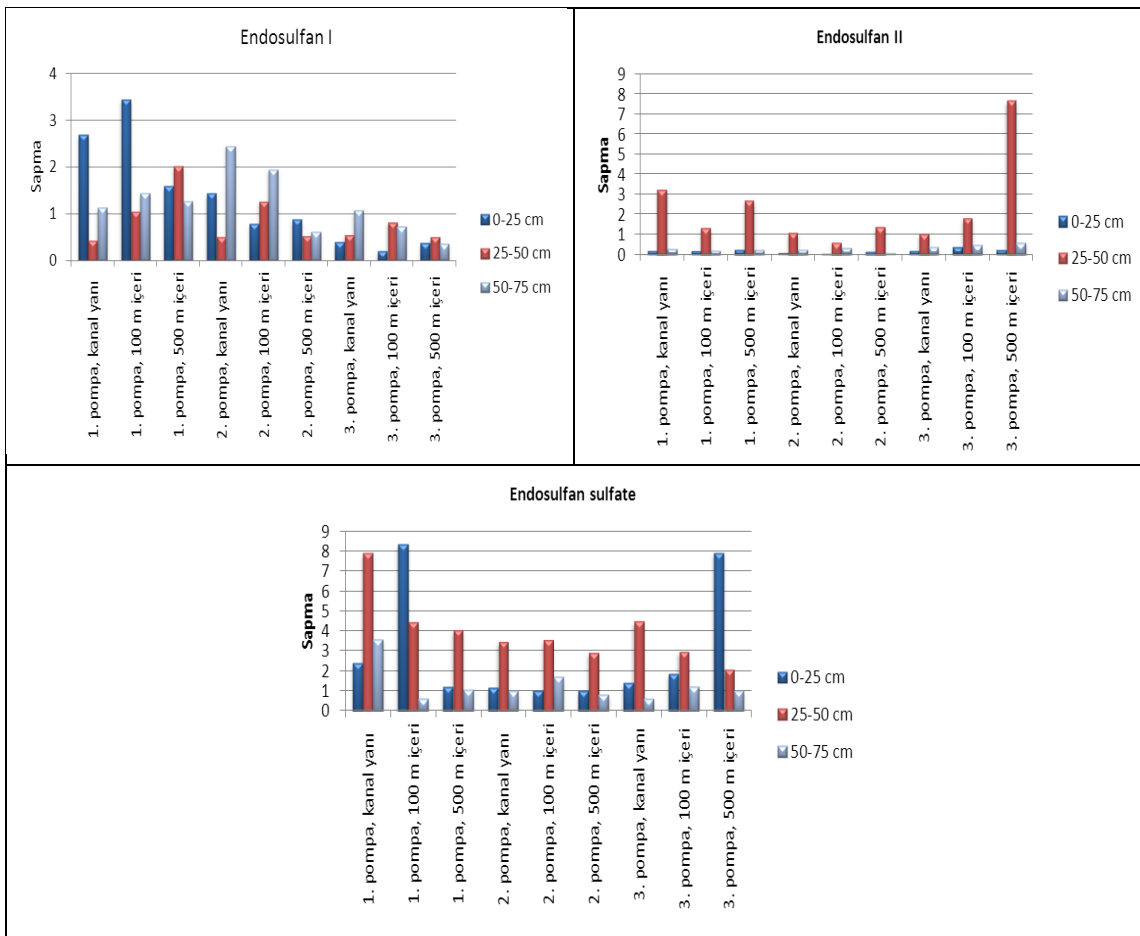 Endosulfan I
Sapma
4
3
2
1
0
1. pompa, kanal yanı
1. pompa, 100 m içeri
1. pompa, 500 m içeri
2. pompa, kanal yanı
2. pompa, 100 m içeri
2. pompa, 500 m içeri
3. pompa, kanal yanı
3. pompa, 100 m içeri
3. pompa, 500 m içeri
0-25 cm
25-50 cm
50-75 cm
Endosulfan II
Sapma
9
8
7
6
5
4
3
2
1
0
1. pompa, kanal yanı
1. pompa, 100 m içeri
1. pompa, 500 m içeri
2. pompa, kanal yanı
2. pompa, 100 m içeri
2. pompa, 500 m içeri
3. pompa, kanal yanı
3. pompa, 100 m içeri
3. pompa, 500 m içeri
0-25 cm
25-50 cm
50-75 cm
Endosulfan sulfate
Sapma
9
8
7
6
5
4
3
2
1
0
1. pompa, kanal yanı
1. pompa, 100 m içeri
1. pompa, 500 m içeri
2. pompa, kanal yanı
2. pompa, 100 m içeri
2. pompa, 500 m içeri
3. pompa, kanal yanı
3. pompa, 100 m içeri
3. pompa, 500 m içeri
0-25 cm
25-50 cm
50-75 cm